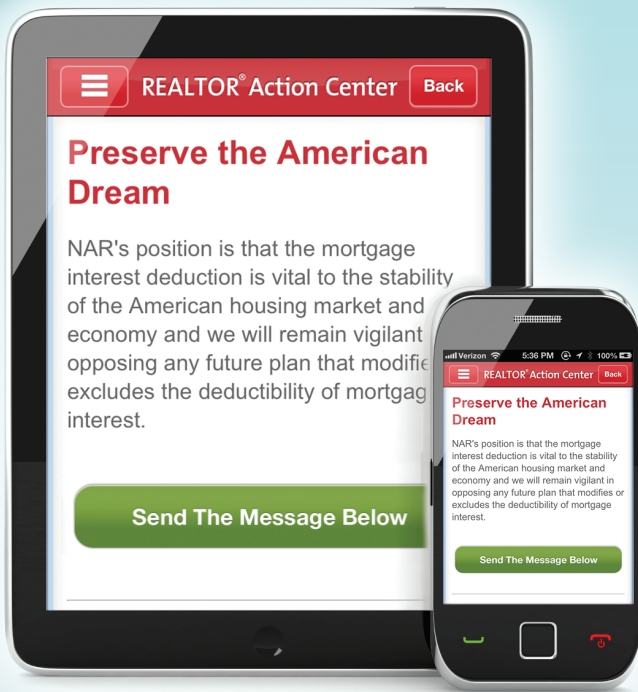 REALTOR® Action Center Back
Preserve the American
Dream
NAR's position is that the mortgage
interest deduction is vital to the stability
of the American housing market and
economy and we will remain vigilant
opposing any future plan that modifie
excludes the deductibility of mortgag
interest.
Send The Message Below
Verizon 5:36 PM 100%
REALTOR® Action Center Back
Preserve the American
Dream
NAR's position is that the mortgage
interest deduction is vital to the stability
of the American housing market and
economy and we will remain vigilant in
opposing any future plan that modifies or
excludes the deductibility of mortgage
interest.
Send The Message Below